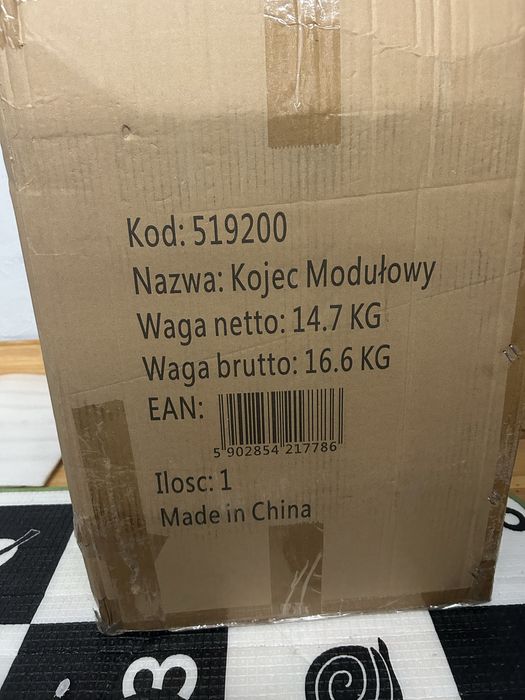 Kod: 519200
Nazwa: Kojec Modułowy
Waga netto: 14.7 KG
Waga brutto: 16.6 KG
EAN:
5 902854 217786
Ilosc: 1
Made in China
3